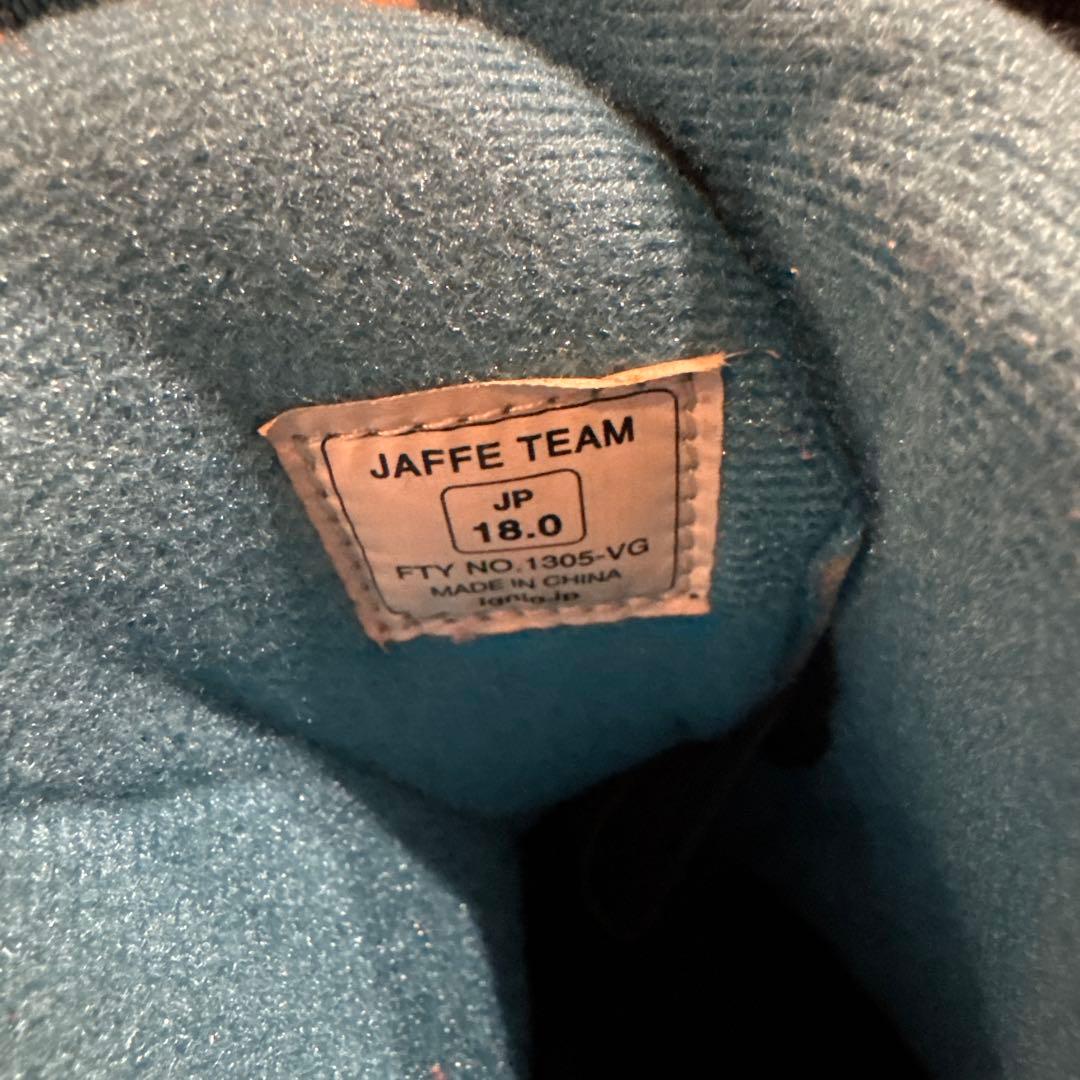 JAFFE TEAM
JP
18.0
FTY NO.1305-VG
MADE IN CHINA